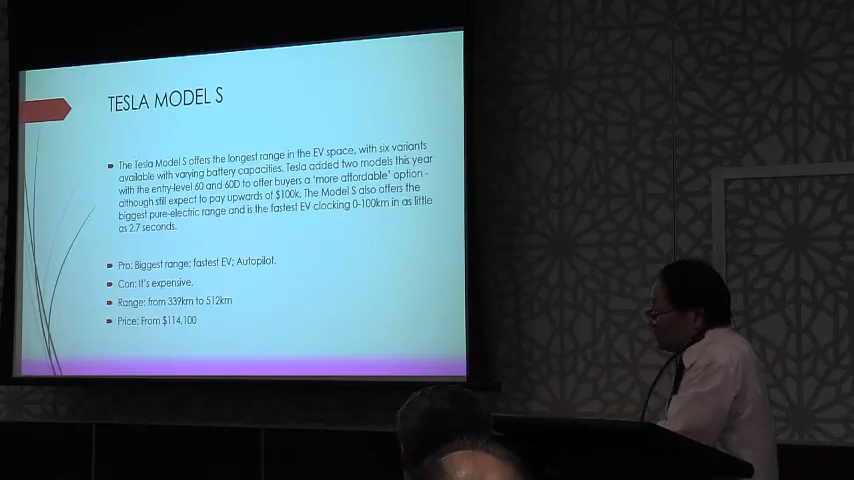 TESLA MODEL S
The Tesla Model S offers the longest range in the EV space, with six variants
available with varying battery capacities. Tesla added two models this year
with the entry-level 60 and 60D to offer buyers a 'more affordable' option -
although still expect to pay upwards of $100k. The Model S also offers the
biggest pure-electric range and is the fastest EV clocking 0-100km in as little
as 2.7 seconds.
Pro: Biggest range; fastest EV; Autopilot.
Con: It's expensive.
Range: from 339km to 512km
Price: From $114,100